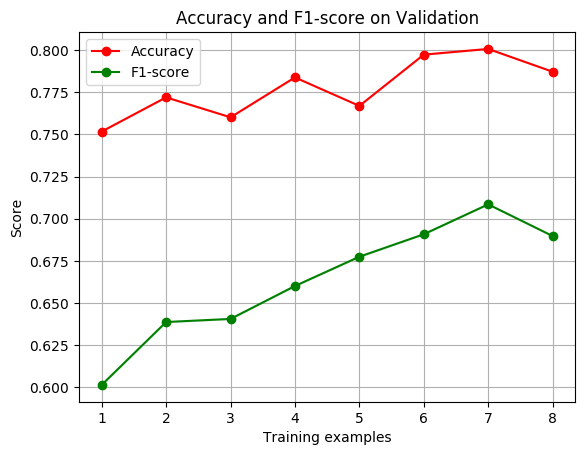 Accuracy and F1-score on Validation
Accuracy
F1-score
0.800
0.775
0.750
0.725
0.700
0.675
0.650
0.625
0.600
Score
1 2 3 4 5 6 7 8
Training examples